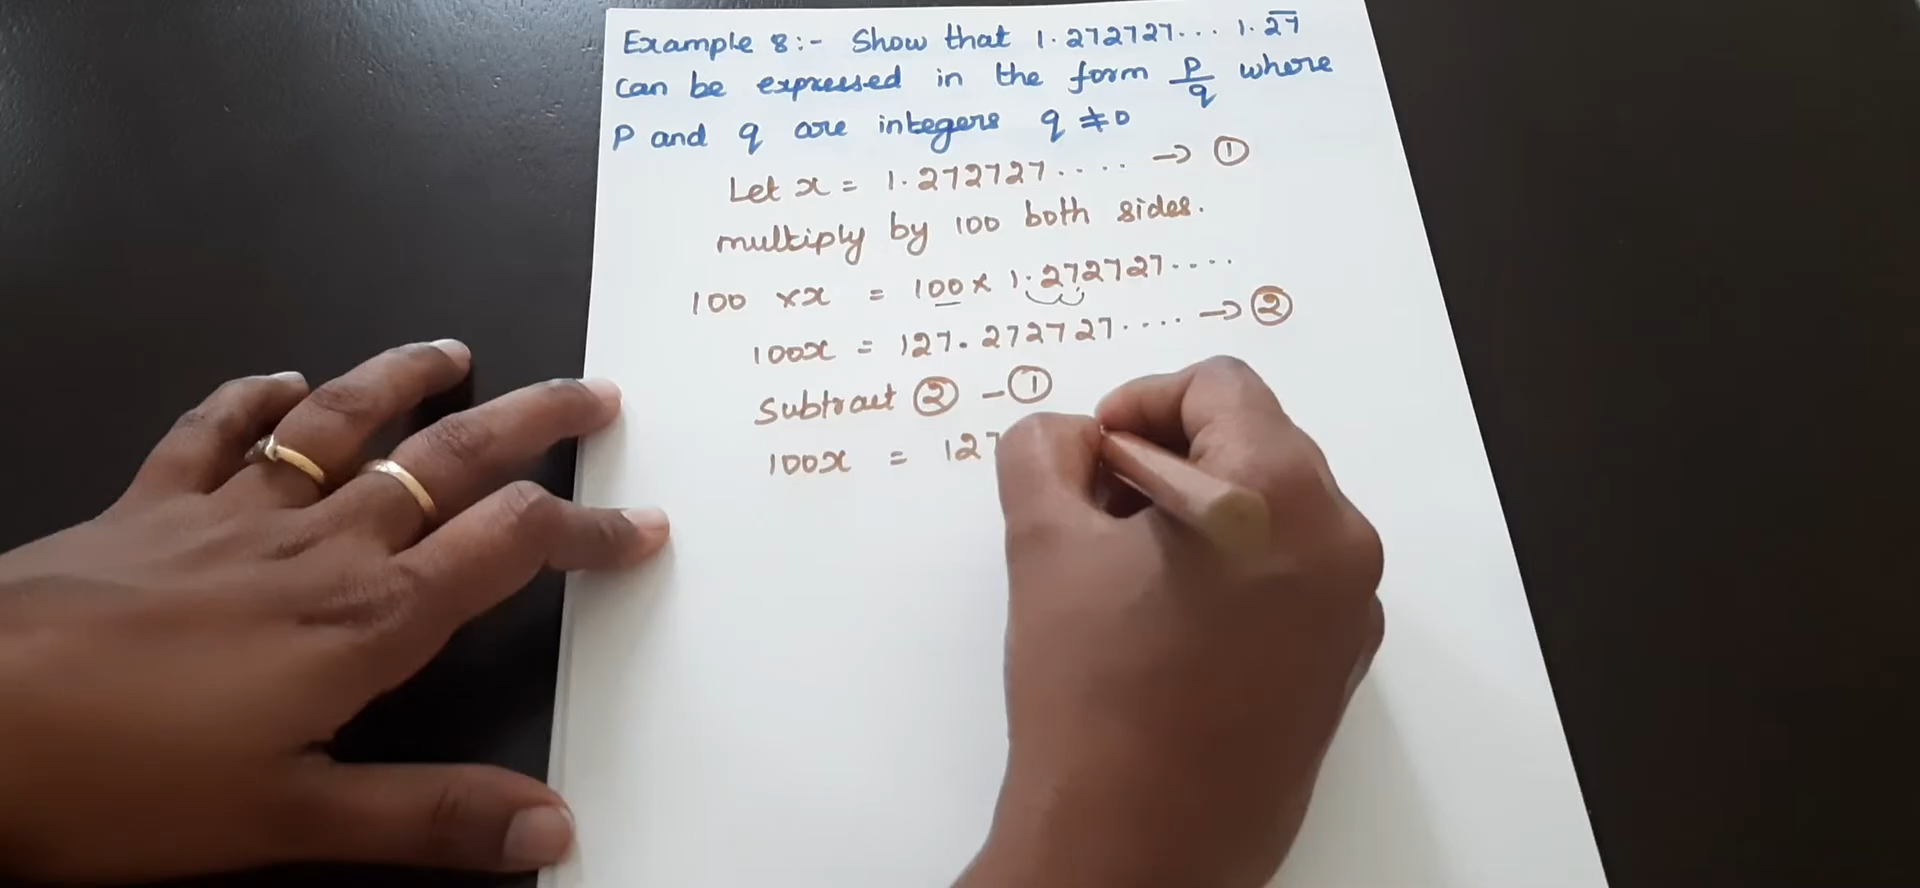 Example 8:- Show that 1.272727... 1.2̅7̅
can be expressed in the form p/q where
P and q are integers q ≠ 0
Let x = 1.272727.... → ①
multiply by 100 both sides.
100 × x = 100 × 1.272727....
100x = 127.272727.... → ②
Subtract ② - ①
100x = 127